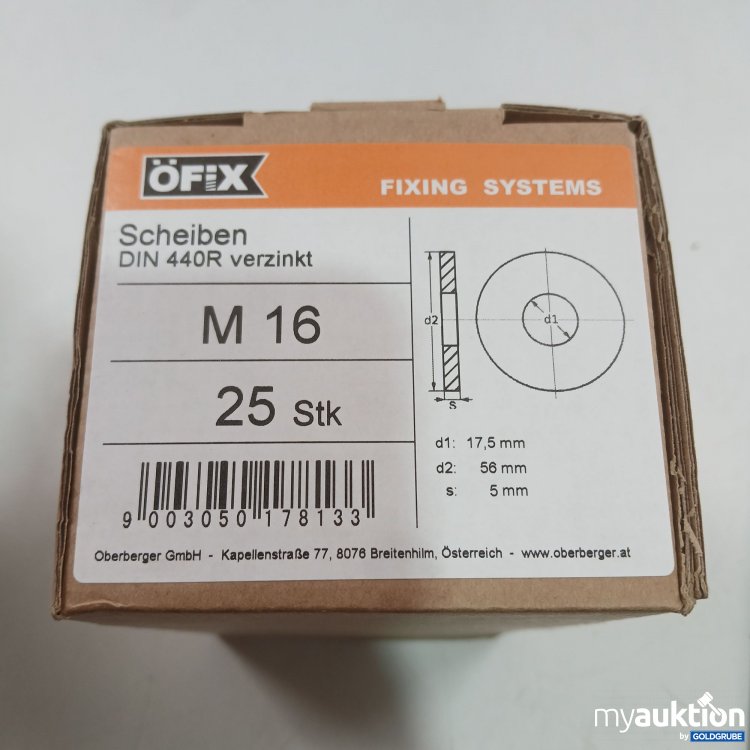 ÖFIX
FIXING SYSTEMS
Scheiben
DIN 440R verzinkt
M 16
25 Stk
d2
d1
s
d1: 17,5 mm
d2: 56 mm
s: 5 mm
9 003050 178133
Oberberger GmbH - Kapellenstraße 77, 8076 Breitenhilm, Österreich - www.oberberger.at
myauktion
by GOLDGRUBE